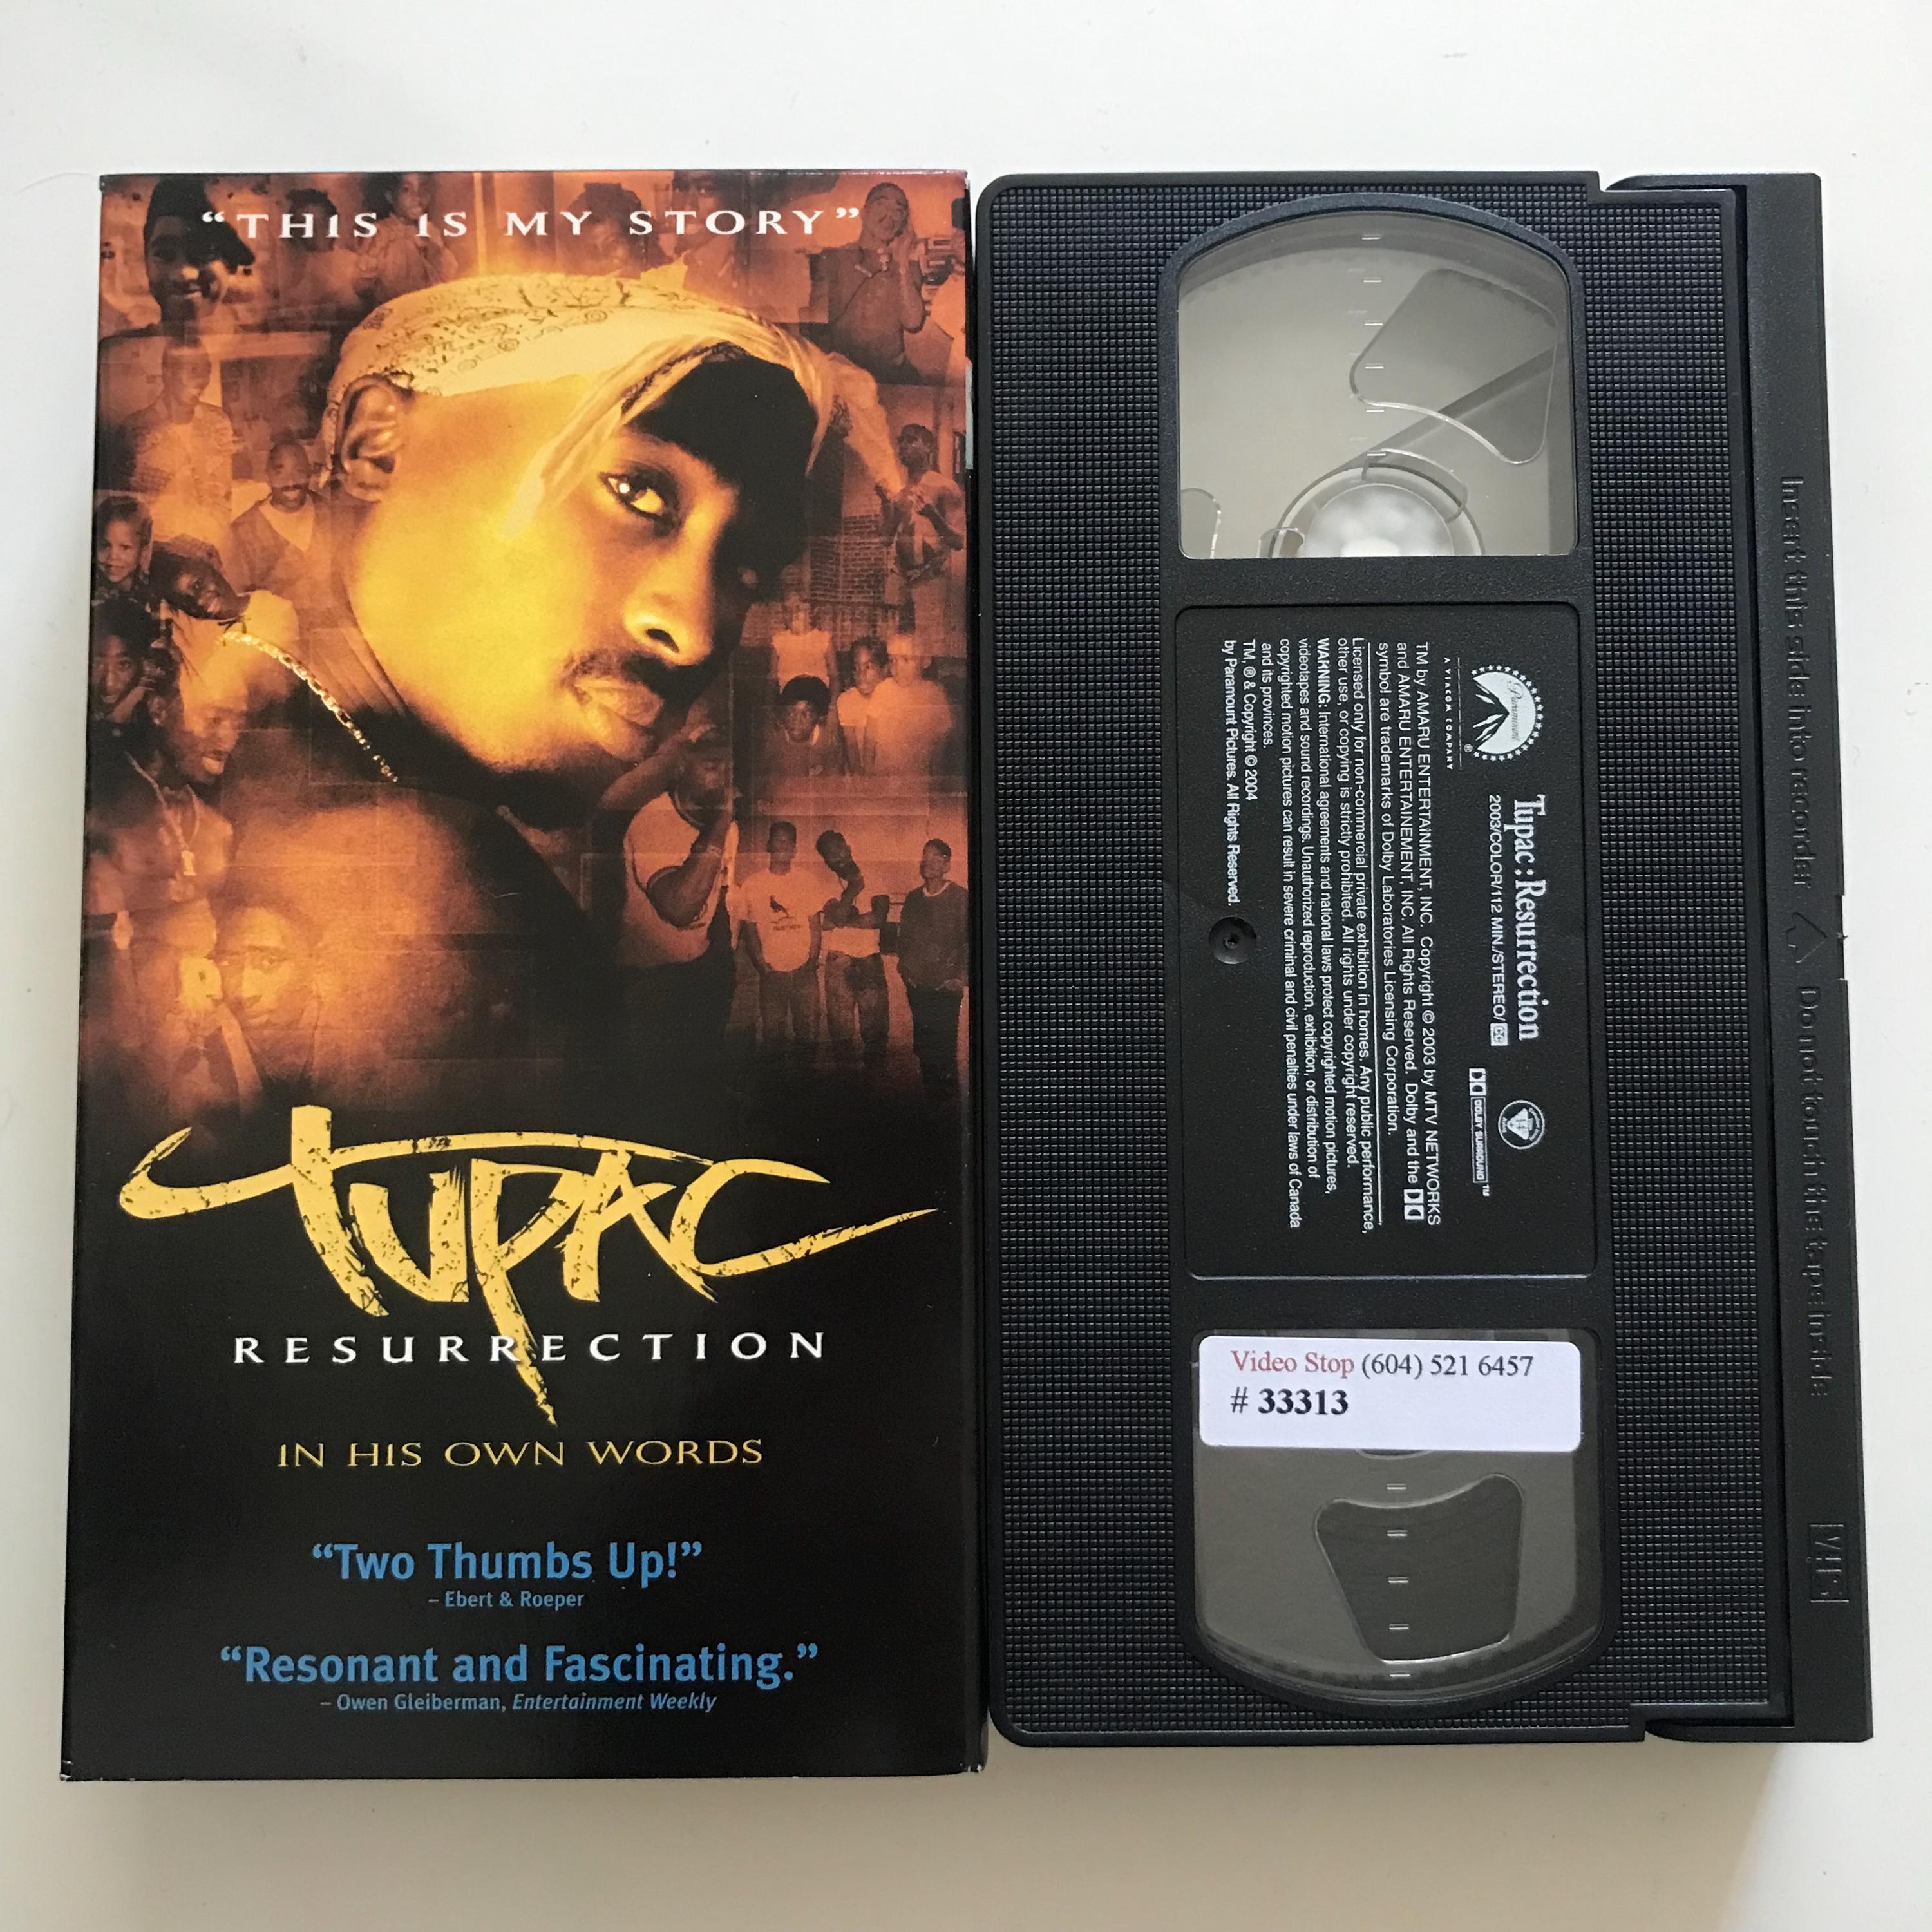 “THIS IS MY STORY”
TUPAC
RESURRECTION
IN HIS OWN WORDS
“Two Thumbs Up!”
– Ebert & Roeper
“Resonant and Fascinating.”
– Owen Gleiberman, Entertainment Weekly
Paramount
A VIACOM COMPANY
®
Tupac: Resurrection
2003/COLOR/112 MIN./STEREO/CC
DOLBY SURROUND™
TM by AMARU ENTERTAINMENT, INC. Copyright © 2003 by MTV NETWORKS
and AMARU ENTERTAINEMENT, INC. All Rights Reserved. Dolby and the
symbol are trademarks of Dolby Laboratories Licensing Corporation.
Licensed only for non-commercial private exhibition in homes. Any public performance,
other use, or copying is strictly prohibited. All rights under copyright reserved.
WARNING: International agreements and national laws protect copyrighted motion pictures,
videotapes and sound recordings. Unauthorized reproduction, exhibition, or distribution of
copyrighted motion pictures can result in severe criminal and civil penalties under laws of Canada
and its provinces.
TM, ® & Copyright © 2004
by Paramount Pictures. All Rights Reserved.
Video Stop (604) 521 6457
# 33313
Insert this side into recorder
Do not touch the tape inside
VHS